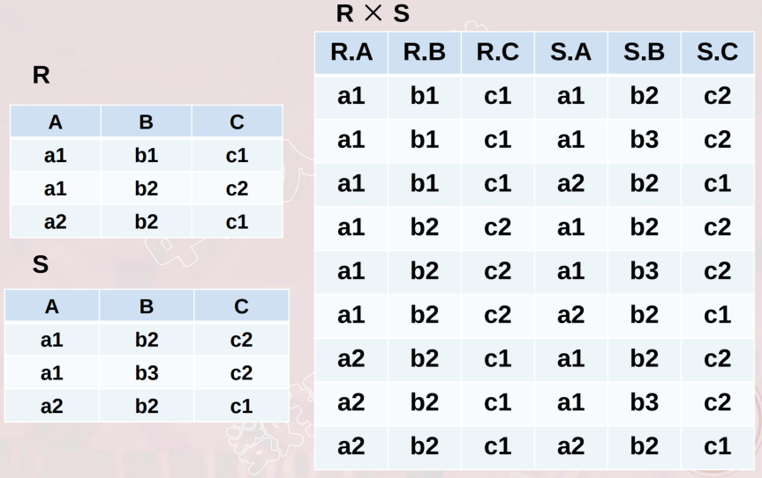 R
A B C
a1 b1 c1
a1 b2 c2
a2 b2 c1
S
A B C
a1 b2 c2
a1 b3 c2
a2 b2 c1
R × S
R.A R.B R.C S.A S.B S.C
a1 b1 c1 a1 b2 c2
a1 b1 c1 a1 b3 c2
a1 b1 c1 a2 b2 c1
a1 b2 c2 a1 b2 c2
a1 b2 c2 a1 b3 c2
a1 b2 c2 a2 b2 c1
a2 b2 c1 a1 b2 c2
a2 b2 c1 a1 b3 c2
a2 b2 c1 a2 b2 c1